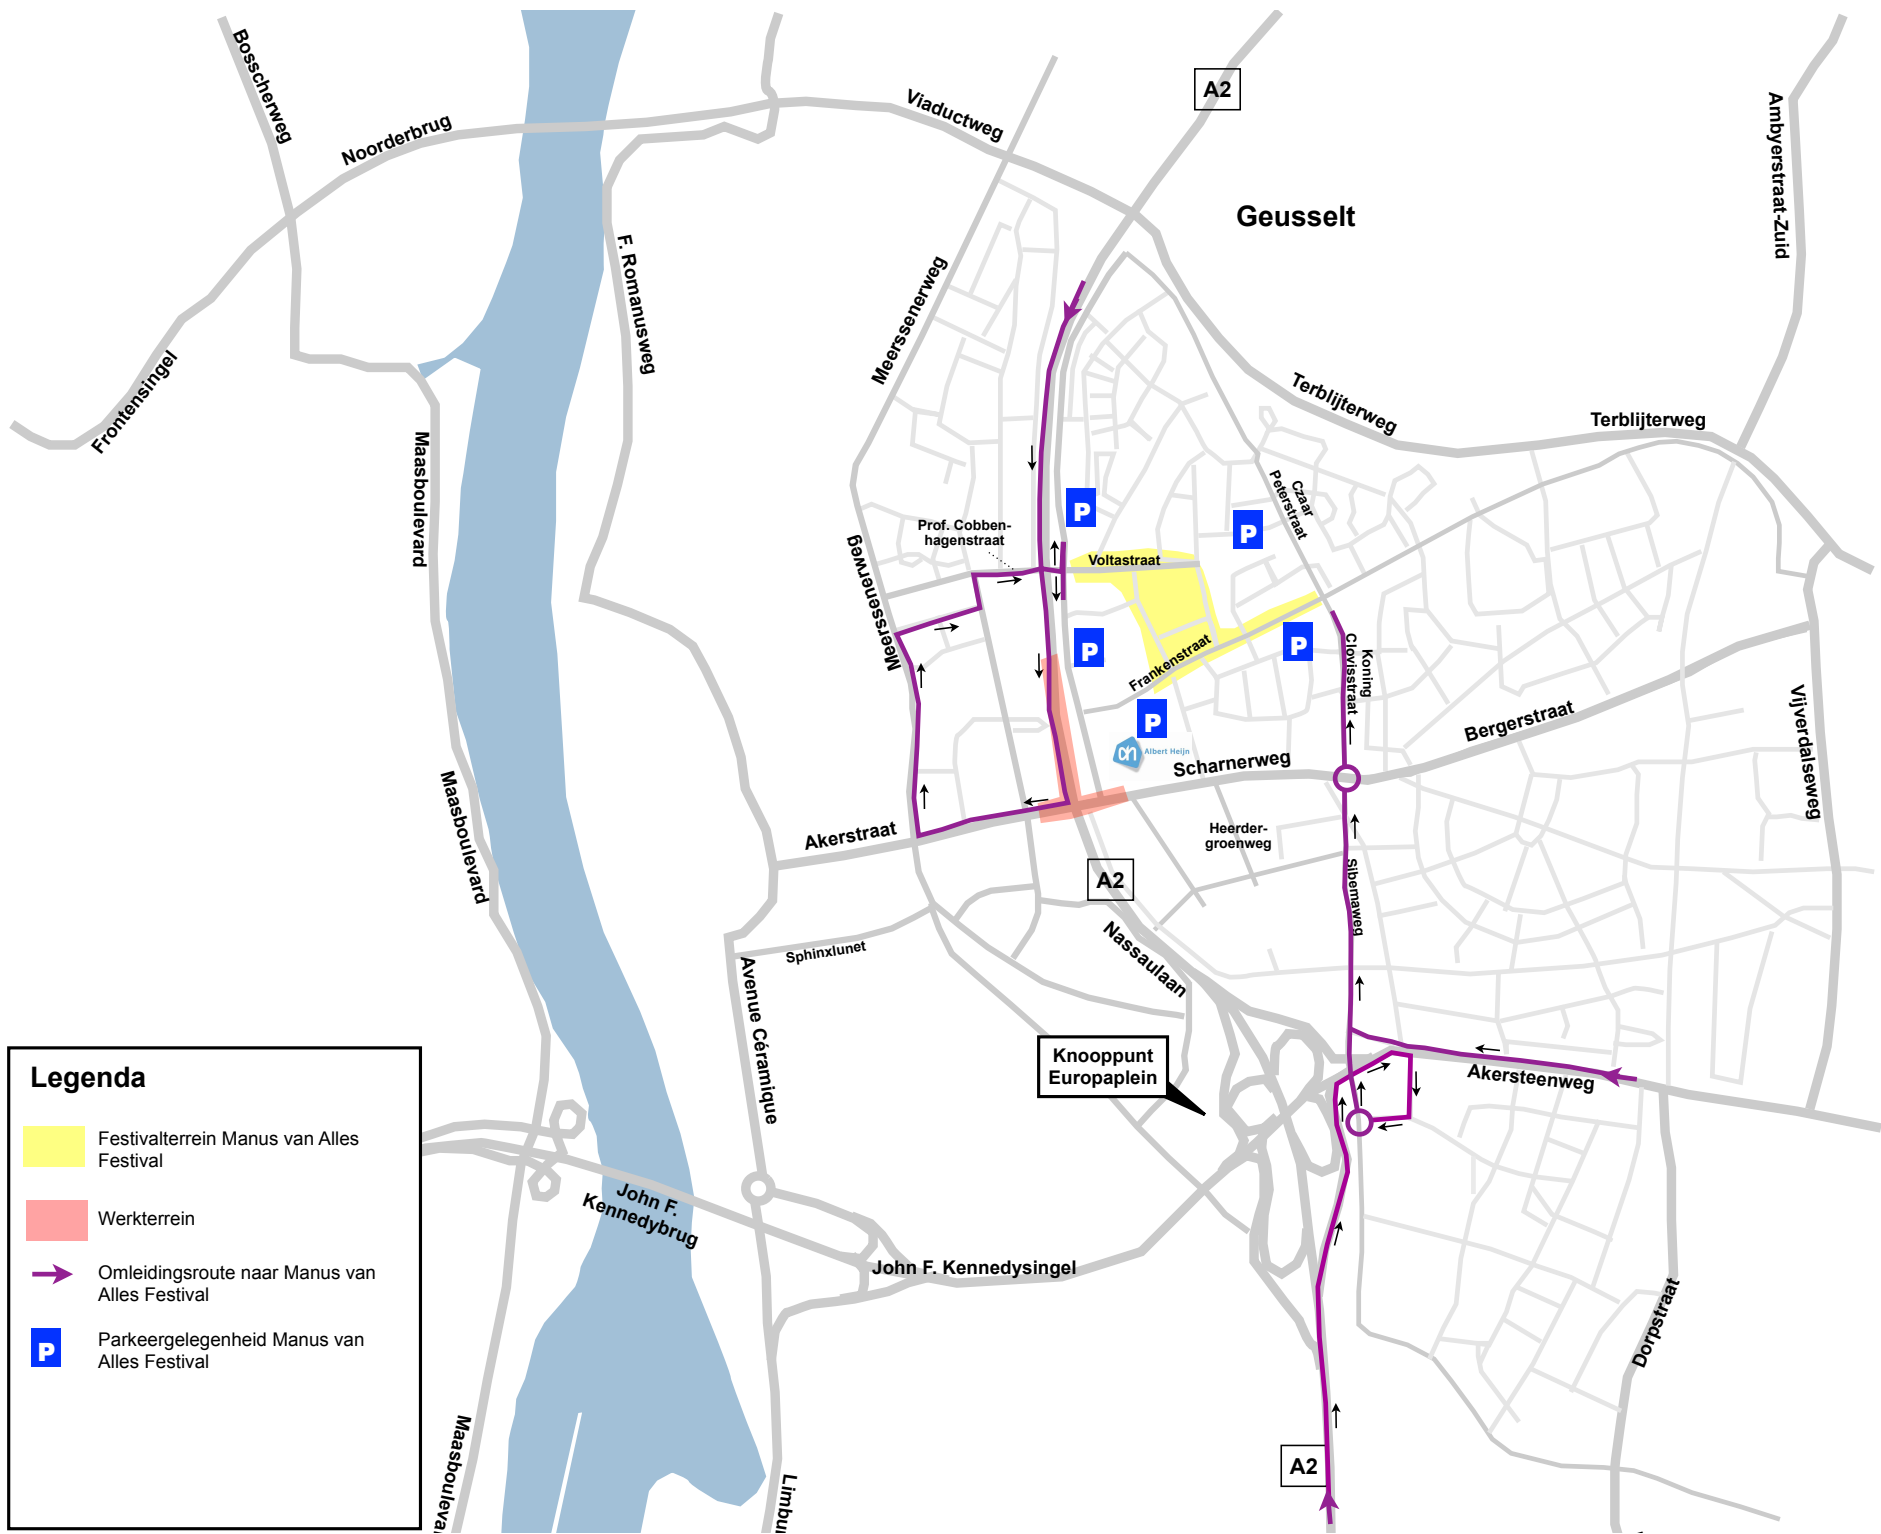 Bosscherweg
Noorderbrug
Viaductweg
A2
Geusselt
Ambyerstraat-Zuid
F. Romanusweg
Meerssenerweg
Frontensingel
Maasboulevard
Terblijterweg
Terblijterweg
P
P
Czaar
Peterstraat
Prof. Cobben-
hagenstraat
Voltastraat
Meerssenerweg
P
P
Frankenstraat
Koning
Clovisstraat
P
Albert Heijn
Scharnerweg
Bergerstraat
Vijverdalseweg
Maasboulevard
Akerstraat
Heerder-
groenweg
A2
Sibemaweg
Sphinxlunet
Nassaulaan
Avenue Céramique
Knooppunt
Europaplein
Akersteenweg
John F.
Kennedybrug
John F. Kennedysingel
Dorpstraat
A2
Maasbouleva
Limbu
Legenda
Festivalterrein Manus van Alles
Festival
Werkterrein
Omleidingsroute naar Manus van
Alles Festival
P
Parkeergelegenheid Manus van
Alles Festival